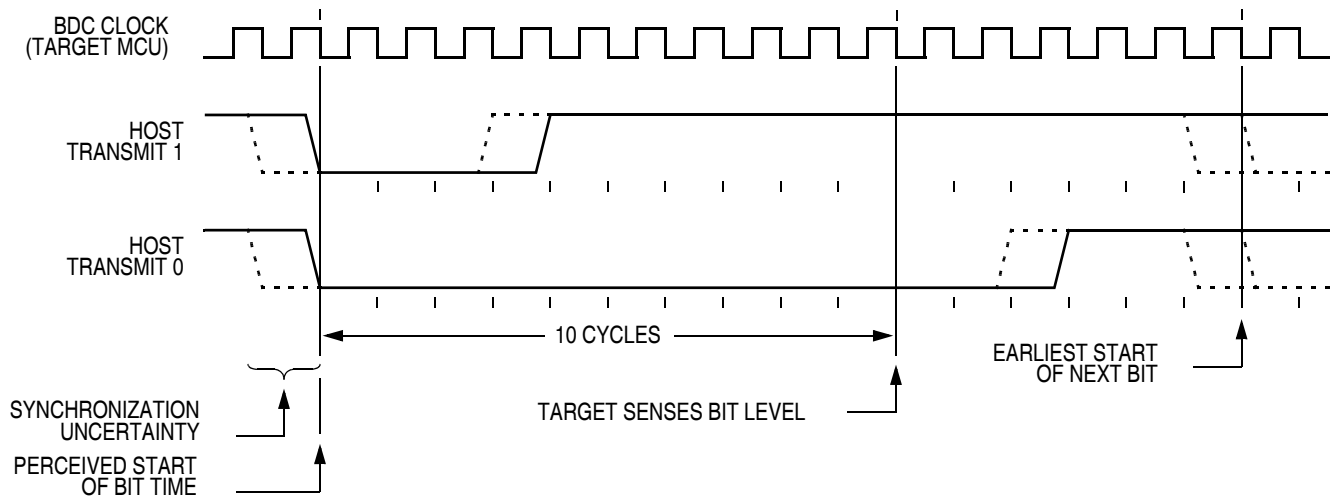 BDC CLOCK
(TARGET MCU)
HOST
TRANSMIT 1
HOST
TRANSMIT 0
10 CYCLES
EARLIEST START
OF NEXT BIT
SYNCHRONIZATION
UNCERTAINTY
TARGET SENSES BIT LEVEL
PERCEIVED START
OF BIT TIME